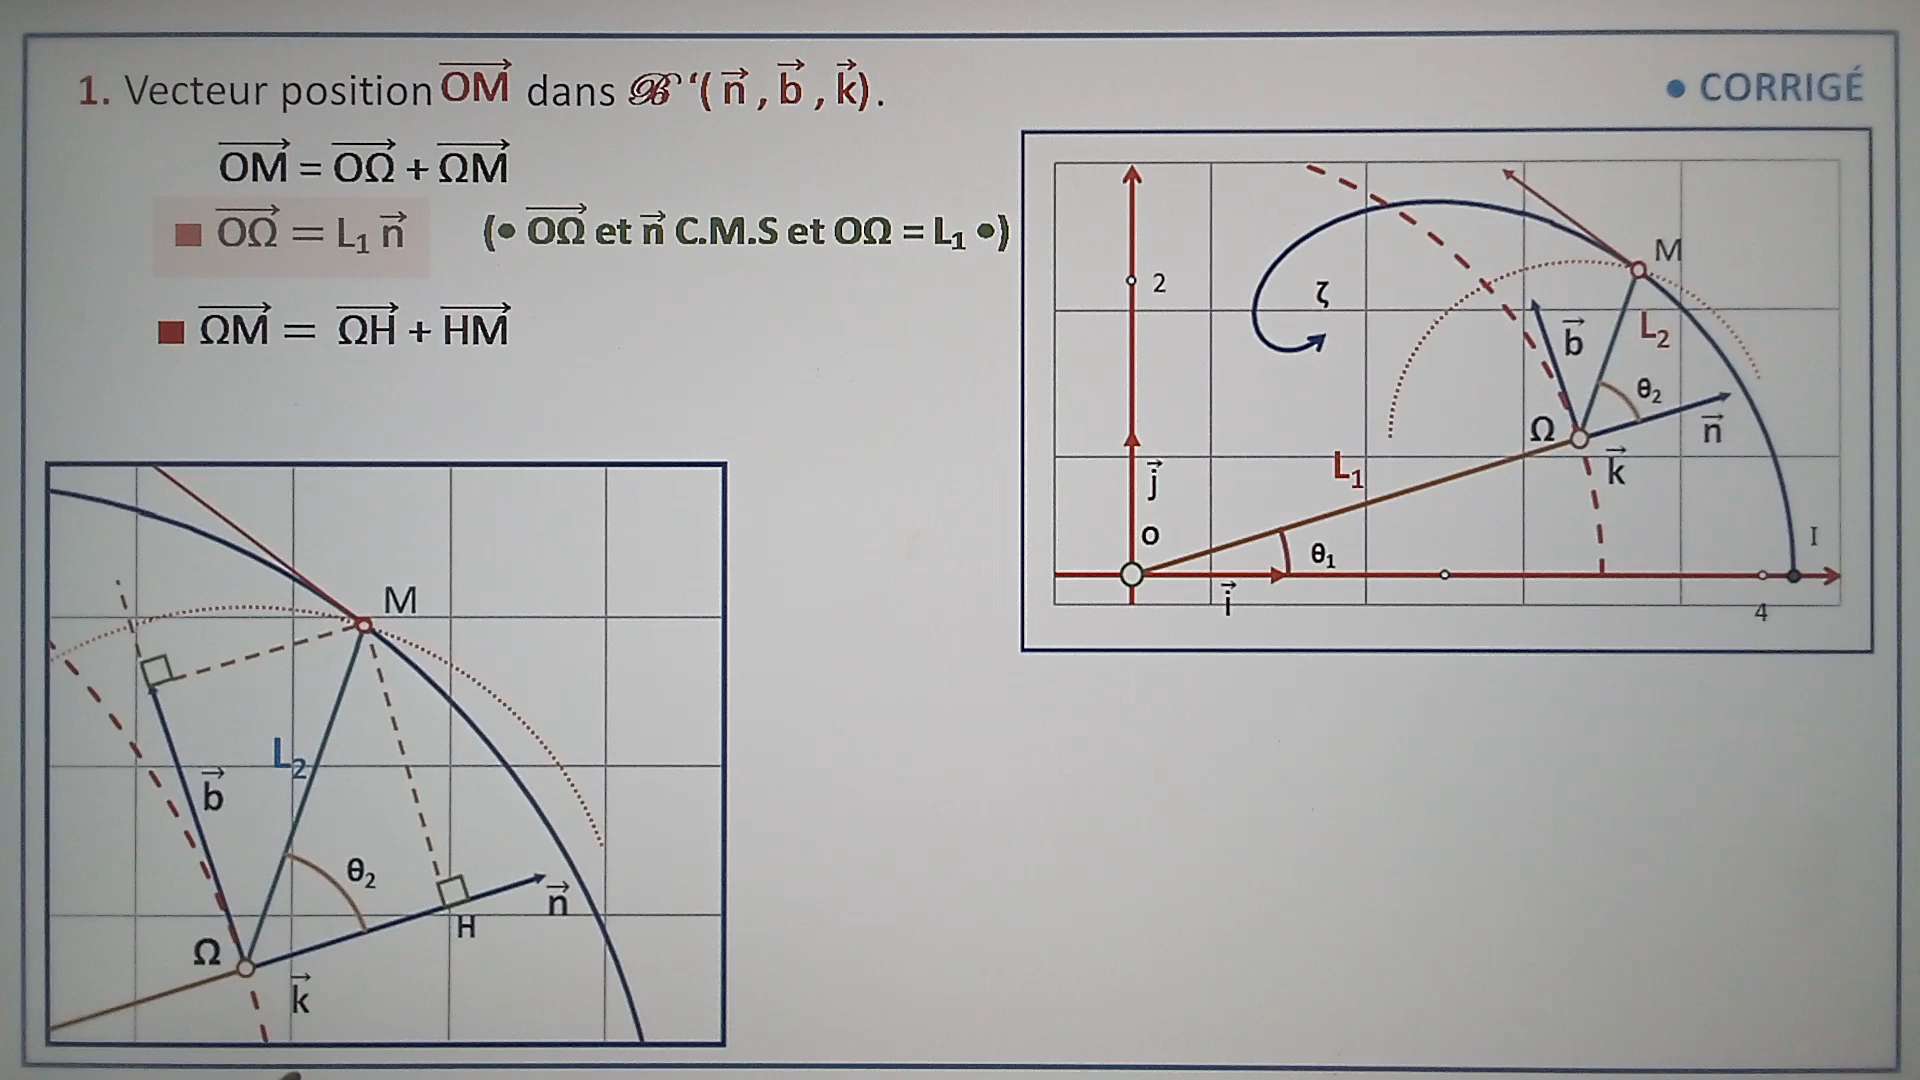 1. Vecteur position OM⃗ dans ℬ‘( n⃗ , b⃗ , k⃗).
• CORRIGÉ
OM⃗ = OΩ⃗ + ΩM⃗
■ OΩ⃗ = L₁ n⃗ (• OΩ⃗ et n⃗ C.M.S et OΩ = L₁ •)
■ ΩM⃗ = ΩH⃗ + HM⃗
M
2
ζ
b⃗
L₂
θ₂
Ω
n⃗
L₁
k⃗
j⃗
O
θ₁
I
i⃗
4
M
L₂
b⃗
θ₂
n⃗
H
Ω
k⃗